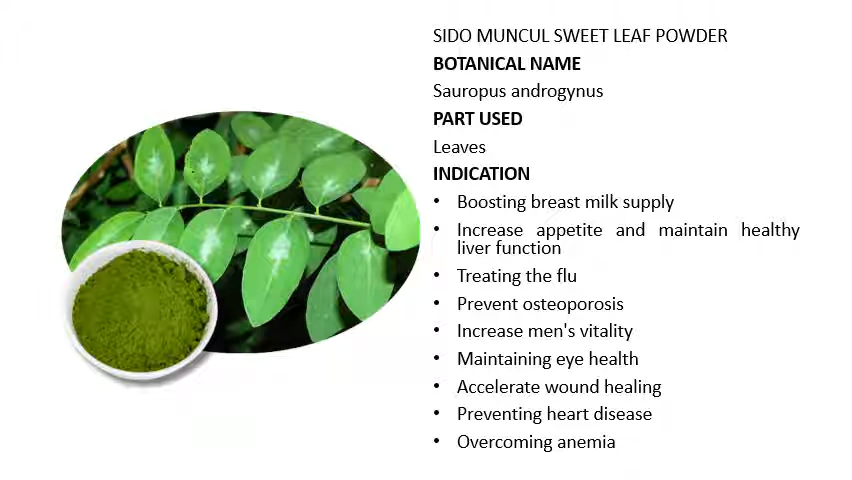 SIDO MUNCUL SWEET LEAF POWDER
BOTANICAL NAME
Sauropus androgynus
PART USED
Leaves
INDICATION
• Boosting breast milk supply
• Increase appetite and maintain healthy
liver function
• Treating the flu
• Prevent osteoporosis
• Increase men's vitality
• Maintaining eye health
• Accelerate wound healing
• Preventing heart disease
• Overcoming anemia